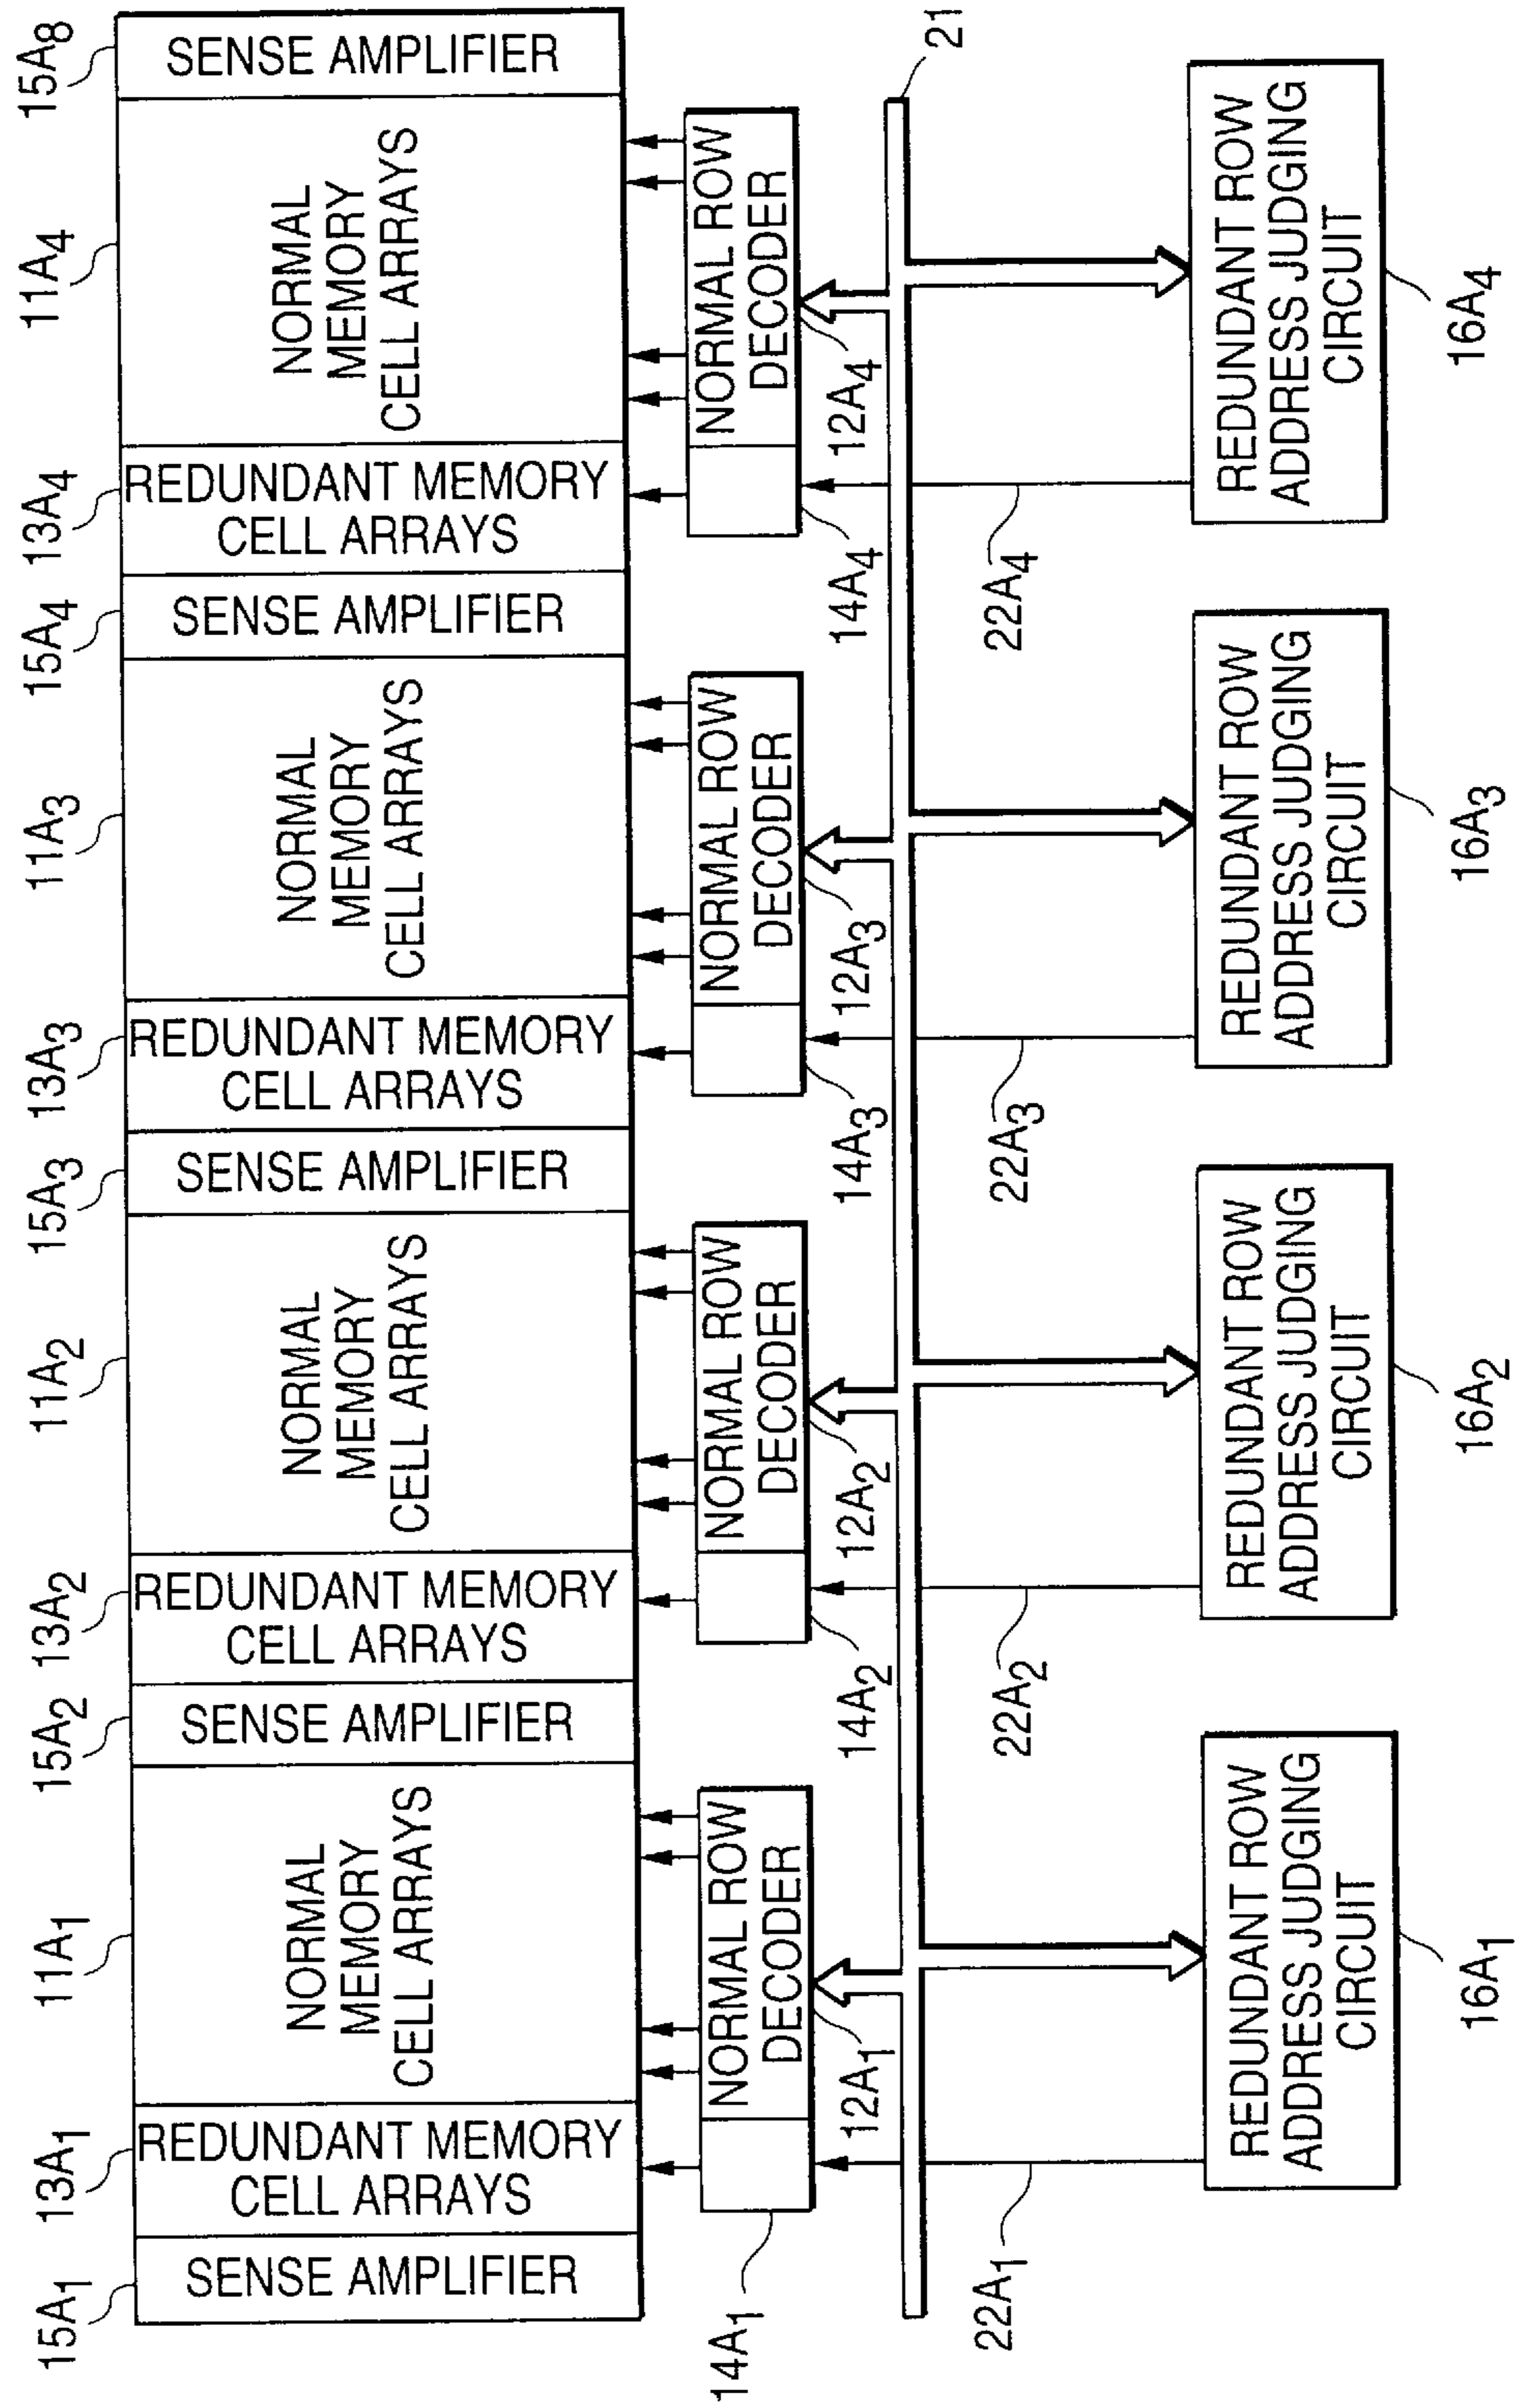 15A1
13A1
11A1
15A2
13A2
11A2
15A3
13A3
11A3
15A4
13A4
11A4
15A8
SENSE AMPLIFIER
REDUNDANT MEMORY
CELL ARRAYS
NORMAL
MEMORY
CELL ARRAYS
SENSE AMPLIFIER
REDUNDANT MEMORY
CELL ARRAYS
NORMAL
MEMORY
CELL ARRAYS
SENSE AMPLIFIER
REDUNDANT MEMORY
CELL ARRAYS
NORMAL
MEMORY
CELL ARRAYS
SENSE AMPLIFIER
REDUNDANT MEMORY
CELL ARRAYS
NORMAL
MEMORY
CELL ARRAYS
SENSE AMPLIFIER
NORMAL ROW
DECODER
NORMAL ROW
DECODER
NORMAL ROW
DECODER
NORMAL ROW
DECODER
14A1
12A1
14A2
12A2
14A3
12A3
14A4
12A4
21
22A1
22A2
22A3
22A4
REDUNDANT ROW
ADDRESS JUDGING
CIRCUIT
REDUNDANT ROW
ADDRESS JUDGING
CIRCUIT
REDUNDANT ROW
ADDRESS JUDGING
CIRCUIT
REDUNDANT ROW
ADDRESS JUDGING
CIRCUIT
16A1
16A2
16A3
16A4